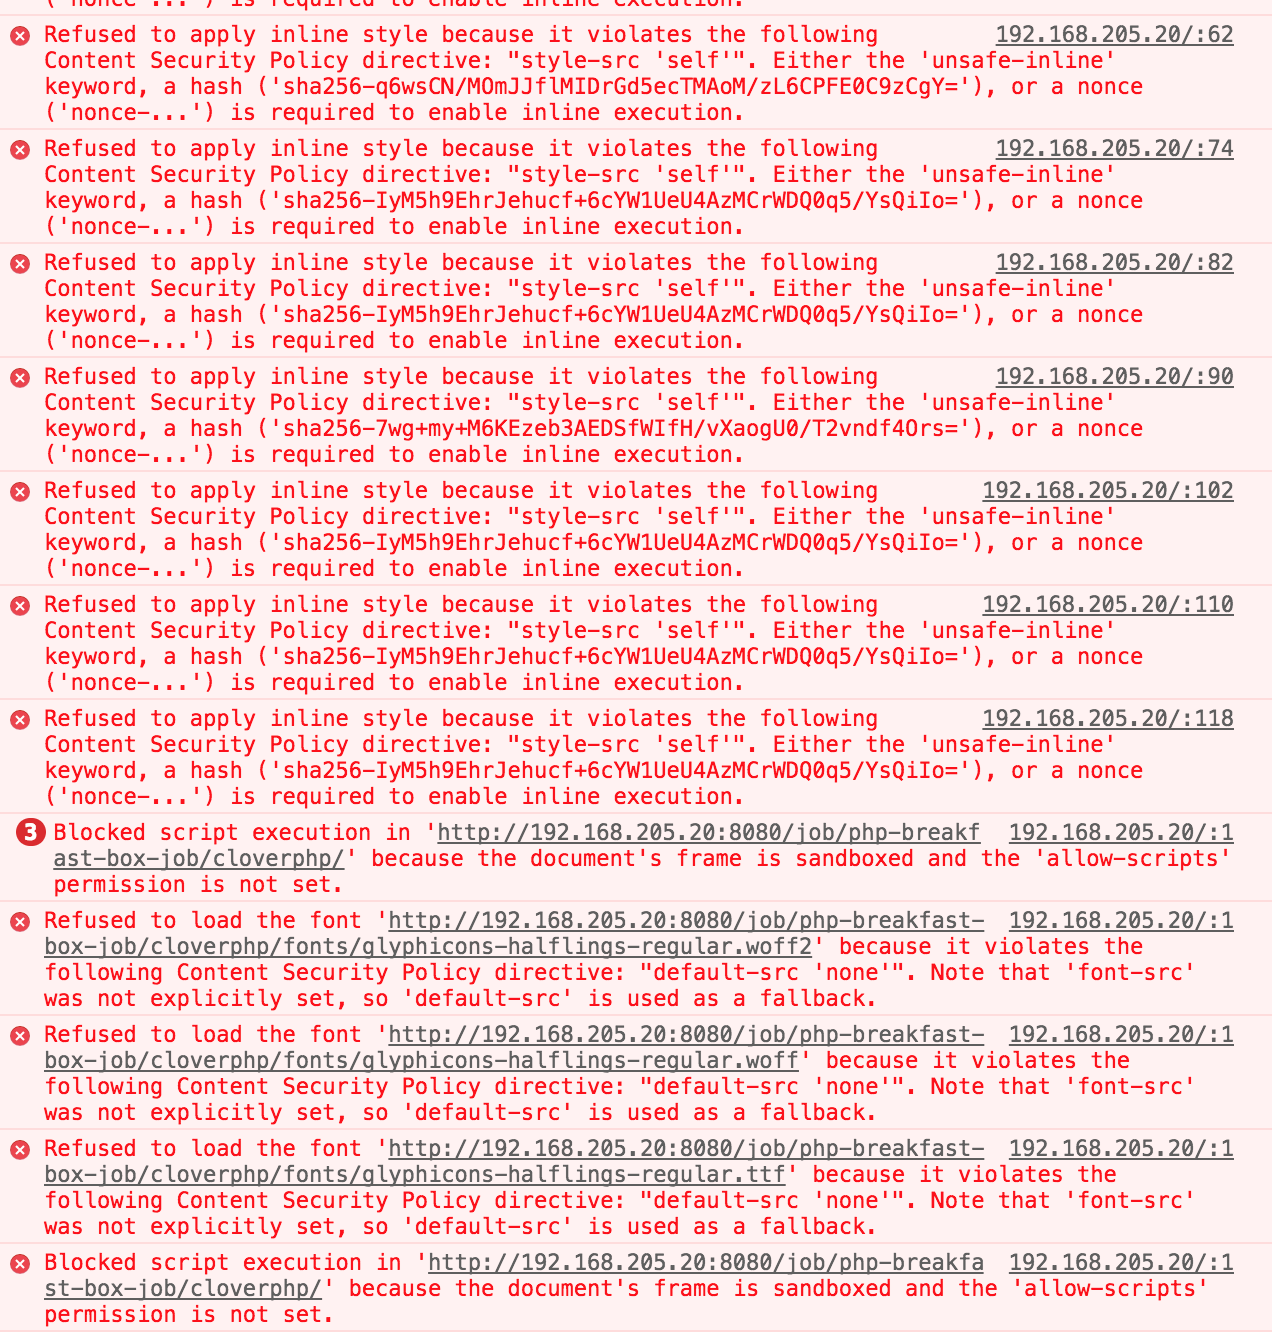 ('nonce-...') is required to enable inline execution.
Refused to apply inline style because it violates the following 192.168.205.20/:62
Content Security Policy directive: "style-src 'self'". Either the 'unsafe-inline'
keyword, a hash ('sha256-q6wsCN/MOmJJflMIDrGd5ecTMAoM/zL6CPFE0C9zCgY='), or a nonce
('nonce-...') is required to enable inline execution.
Refused to apply inline style because it violates the following 192.168.205.20/:74
Content Security Policy directive: "style-src 'self'". Either the 'unsafe-inline'
keyword, a hash ('sha256-IyM5h9EhrJehucf+6cYW1UeU4AzMCrWDQ0q5/YsQiIo='), or a nonce
('nonce-...') is required to enable inline execution.
Refused to apply inline style because it violates the following 192.168.205.20/:82
Content Security Policy directive: "style-src 'self'". Either the 'unsafe-inline'
keyword, a hash ('sha256-IyM5h9EhrJehucf+6cYW1UeU4AzMCrWDQ0q5/YsQiIo='), or a nonce
('nonce-...') is required to enable inline execution.
Refused to apply inline style because it violates the following 192.168.205.20/:90
Content Security Policy directive: "style-src 'self'". Either the 'unsafe-inline'
keyword, a hash ('sha256-7wg+my+M6KEzeb3AEDSfWIfH/vXaogU0/T2vndf4Ors='), or a nonce
('nonce-...') is required to enable inline execution.
Refused to apply inline style because it violates the following 192.168.205.20/:102
Content Security Policy directive: "style-src 'self'". Either the 'unsafe-inline'
keyword, a hash ('sha256-IyM5h9EhrJehucf+6cYW1UeU4AzMCrWDQ0q5/YsQiIo='), or a nonce
('nonce-...') is required to enable inline execution.
Refused to apply inline style because it violates the following 192.168.205.20/:110
Content Security Policy directive: "style-src 'self'". Either the 'unsafe-inline'
keyword, a hash ('sha256-IyM5h9EhrJehucf+6cYW1UeU4AzMCrWDQ0q5/YsQiIo='), or a nonce
('nonce-...') is required to enable inline execution.
Refused to apply inline style because it violates the following 192.168.205.20/:118
Content Security Policy directive: "style-src 'self'". Either the 'unsafe-inline'
keyword, a hash ('sha256-IyM5h9EhrJehucf+6cYW1UeU4AzMCrWDQ0q5/YsQiIo='), or a nonce
('nonce-...') is required to enable inline execution.
3 Blocked script execution in 'http://192.168.205.20:8080/job/php-breakf 192.168.205.20/:1
ast-box-job/cloverphp/' because the document's frame is sandboxed and the 'allow-scripts'
permission is not set.
Refused to load the font 'http://192.168.205.20:8080/job/php-breakfast- 192.168.205.20/:1
box-job/cloverphp/fonts/glyphicons-halflings-regular.woff2' because it violates the
following Content Security Policy directive: "default-src 'none'". Note that 'font-src'
was not explicitly set, so 'default-src' is used as a fallback.
Refused to load the font 'http://192.168.205.20:8080/job/php-breakfast- 192.168.205.20/:1
box-job/cloverphp/fonts/glyphicons-halflings-regular.woff' because it violates the
following Content Security Policy directive: "default-src 'none'". Note that 'font-src'
was not explicitly set, so 'default-src' is used as a fallback.
Refused to load the font 'http://192.168.205.20:8080/job/php-breakfast- 192.168.205.20/:1
box-job/cloverphp/fonts/glyphicons-halflings-regular.ttf' because it violates the
following Content Security Policy directive: "default-src 'none'". Note that 'font-src'
was not explicitly set, so 'default-src' is used as a fallback.
Blocked script execution in 'http://192.168.205.20:8080/job/php-breakfa 192.168.205.20/:1
st-box-job/cloverphp/' because the document's frame is sandboxed and the 'allow-scripts'
permission is not set.